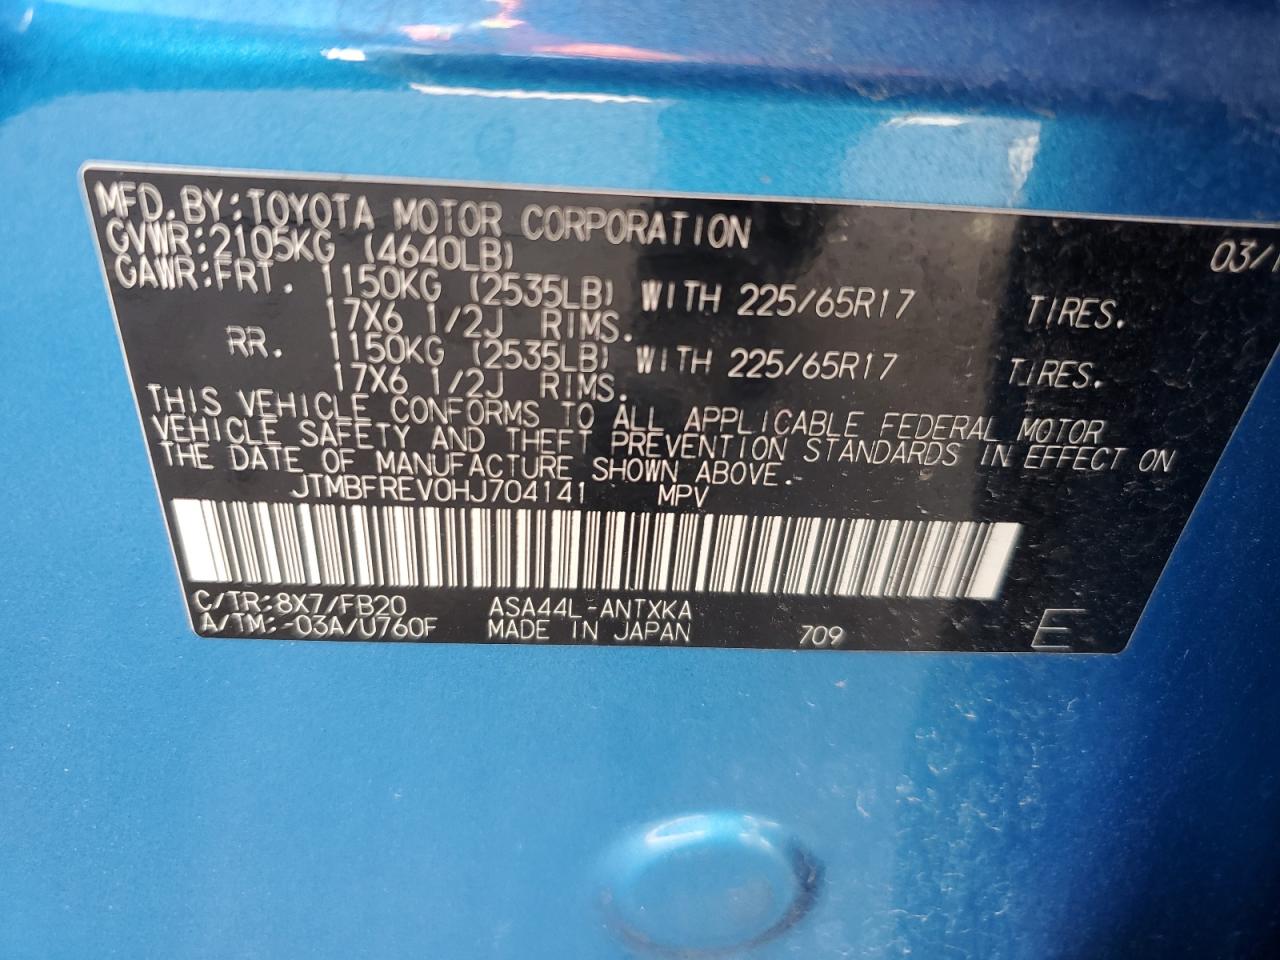 MFD.BY:TOYOTA MOTOR CORPORATION
GVWR:2105KG (4640LB) 03/1
GAWR:FRT. 1150KG (2535LB) WITH 225/65R17 TIRES.
17X6 1/2J RIMS.
RR. 1150KG (2535LB) WITH 225/65R17 TIRES.
17X6 1/2J RIMS.
THIS VEHICLE CONFORMS TO ALL APPLICABLE FEDERAL MOTOR
VEHICLE SAFETY AND THEFT PREVENTION STANDARDS IN EFFECT ON
THE DATE OF MANUFACTURE SHOWN ABOVE.
JTMBFREV0HJ704141 MPV
C/TR:8X7/FB20 ASA44L-ANTXKA
A/TM:-03A/U760F MADE IN JAPAN 709 E